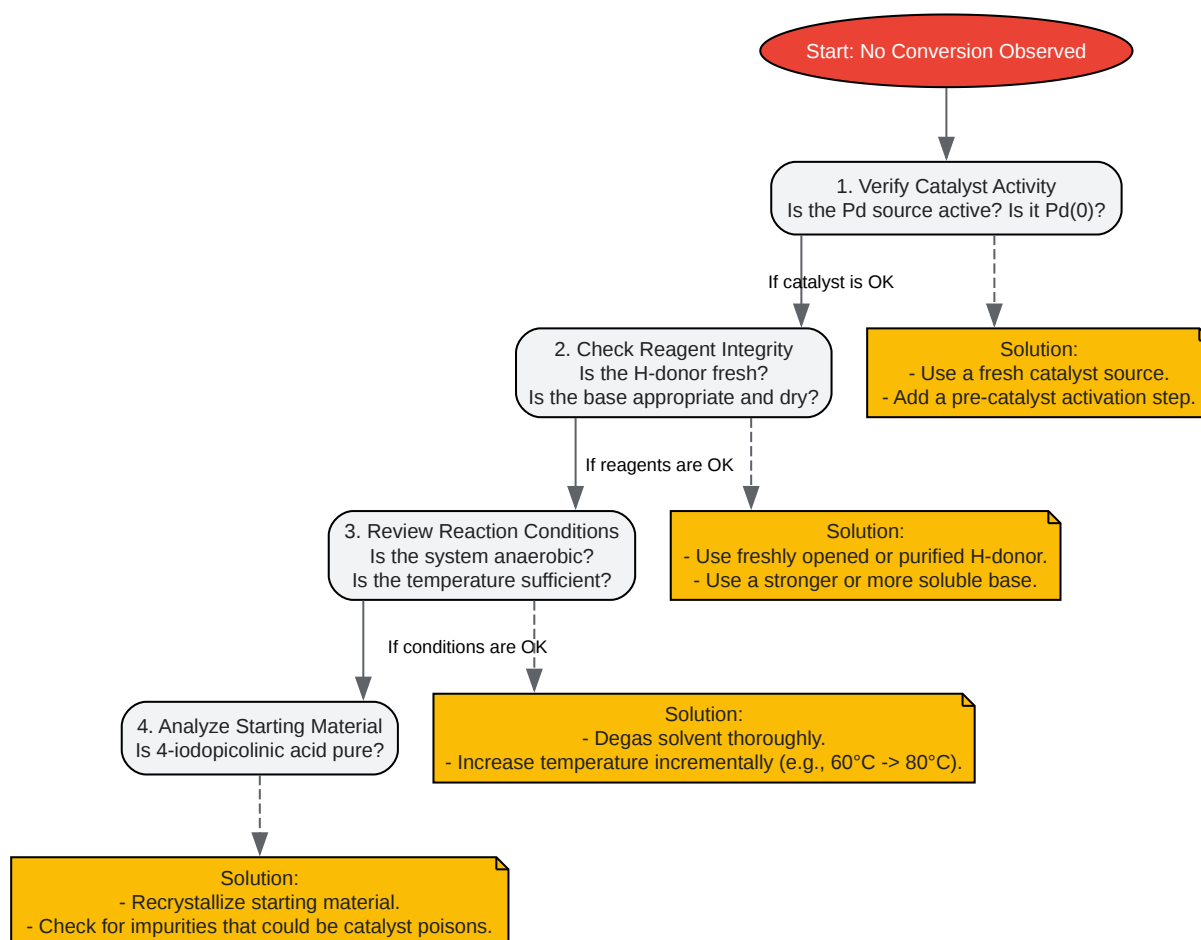 Start: No Conversion Observed
1. Verify Catalyst Activity
Is the Pd source active? Is it Pd(0)?
If catalyst is OK
2. Check Reagent Integrity
Is the H-donor fresh?
Is the base appropriate and dry?
Solution:
- Use a fresh catalyst source.
- Add a pre-catalyst activation step.
If reagents are OK
3. Review Reaction Conditions
Is the system anaerobic?
Is the temperature sufficient?
Solution:
- Use freshly opened or purified H-donor.
- Use a stronger or more soluble base.
If conditions are OK
4. Analyze Starting Material
Is 4-iodopicolinic acid pure?
Solution:
- Degas solvent thoroughly.
- Increase temperature incrementally (e.g., 60°C -> 80°C).
Solution:
- Recrystallize starting material.
- Check for impurities that could be catalyst poisons.